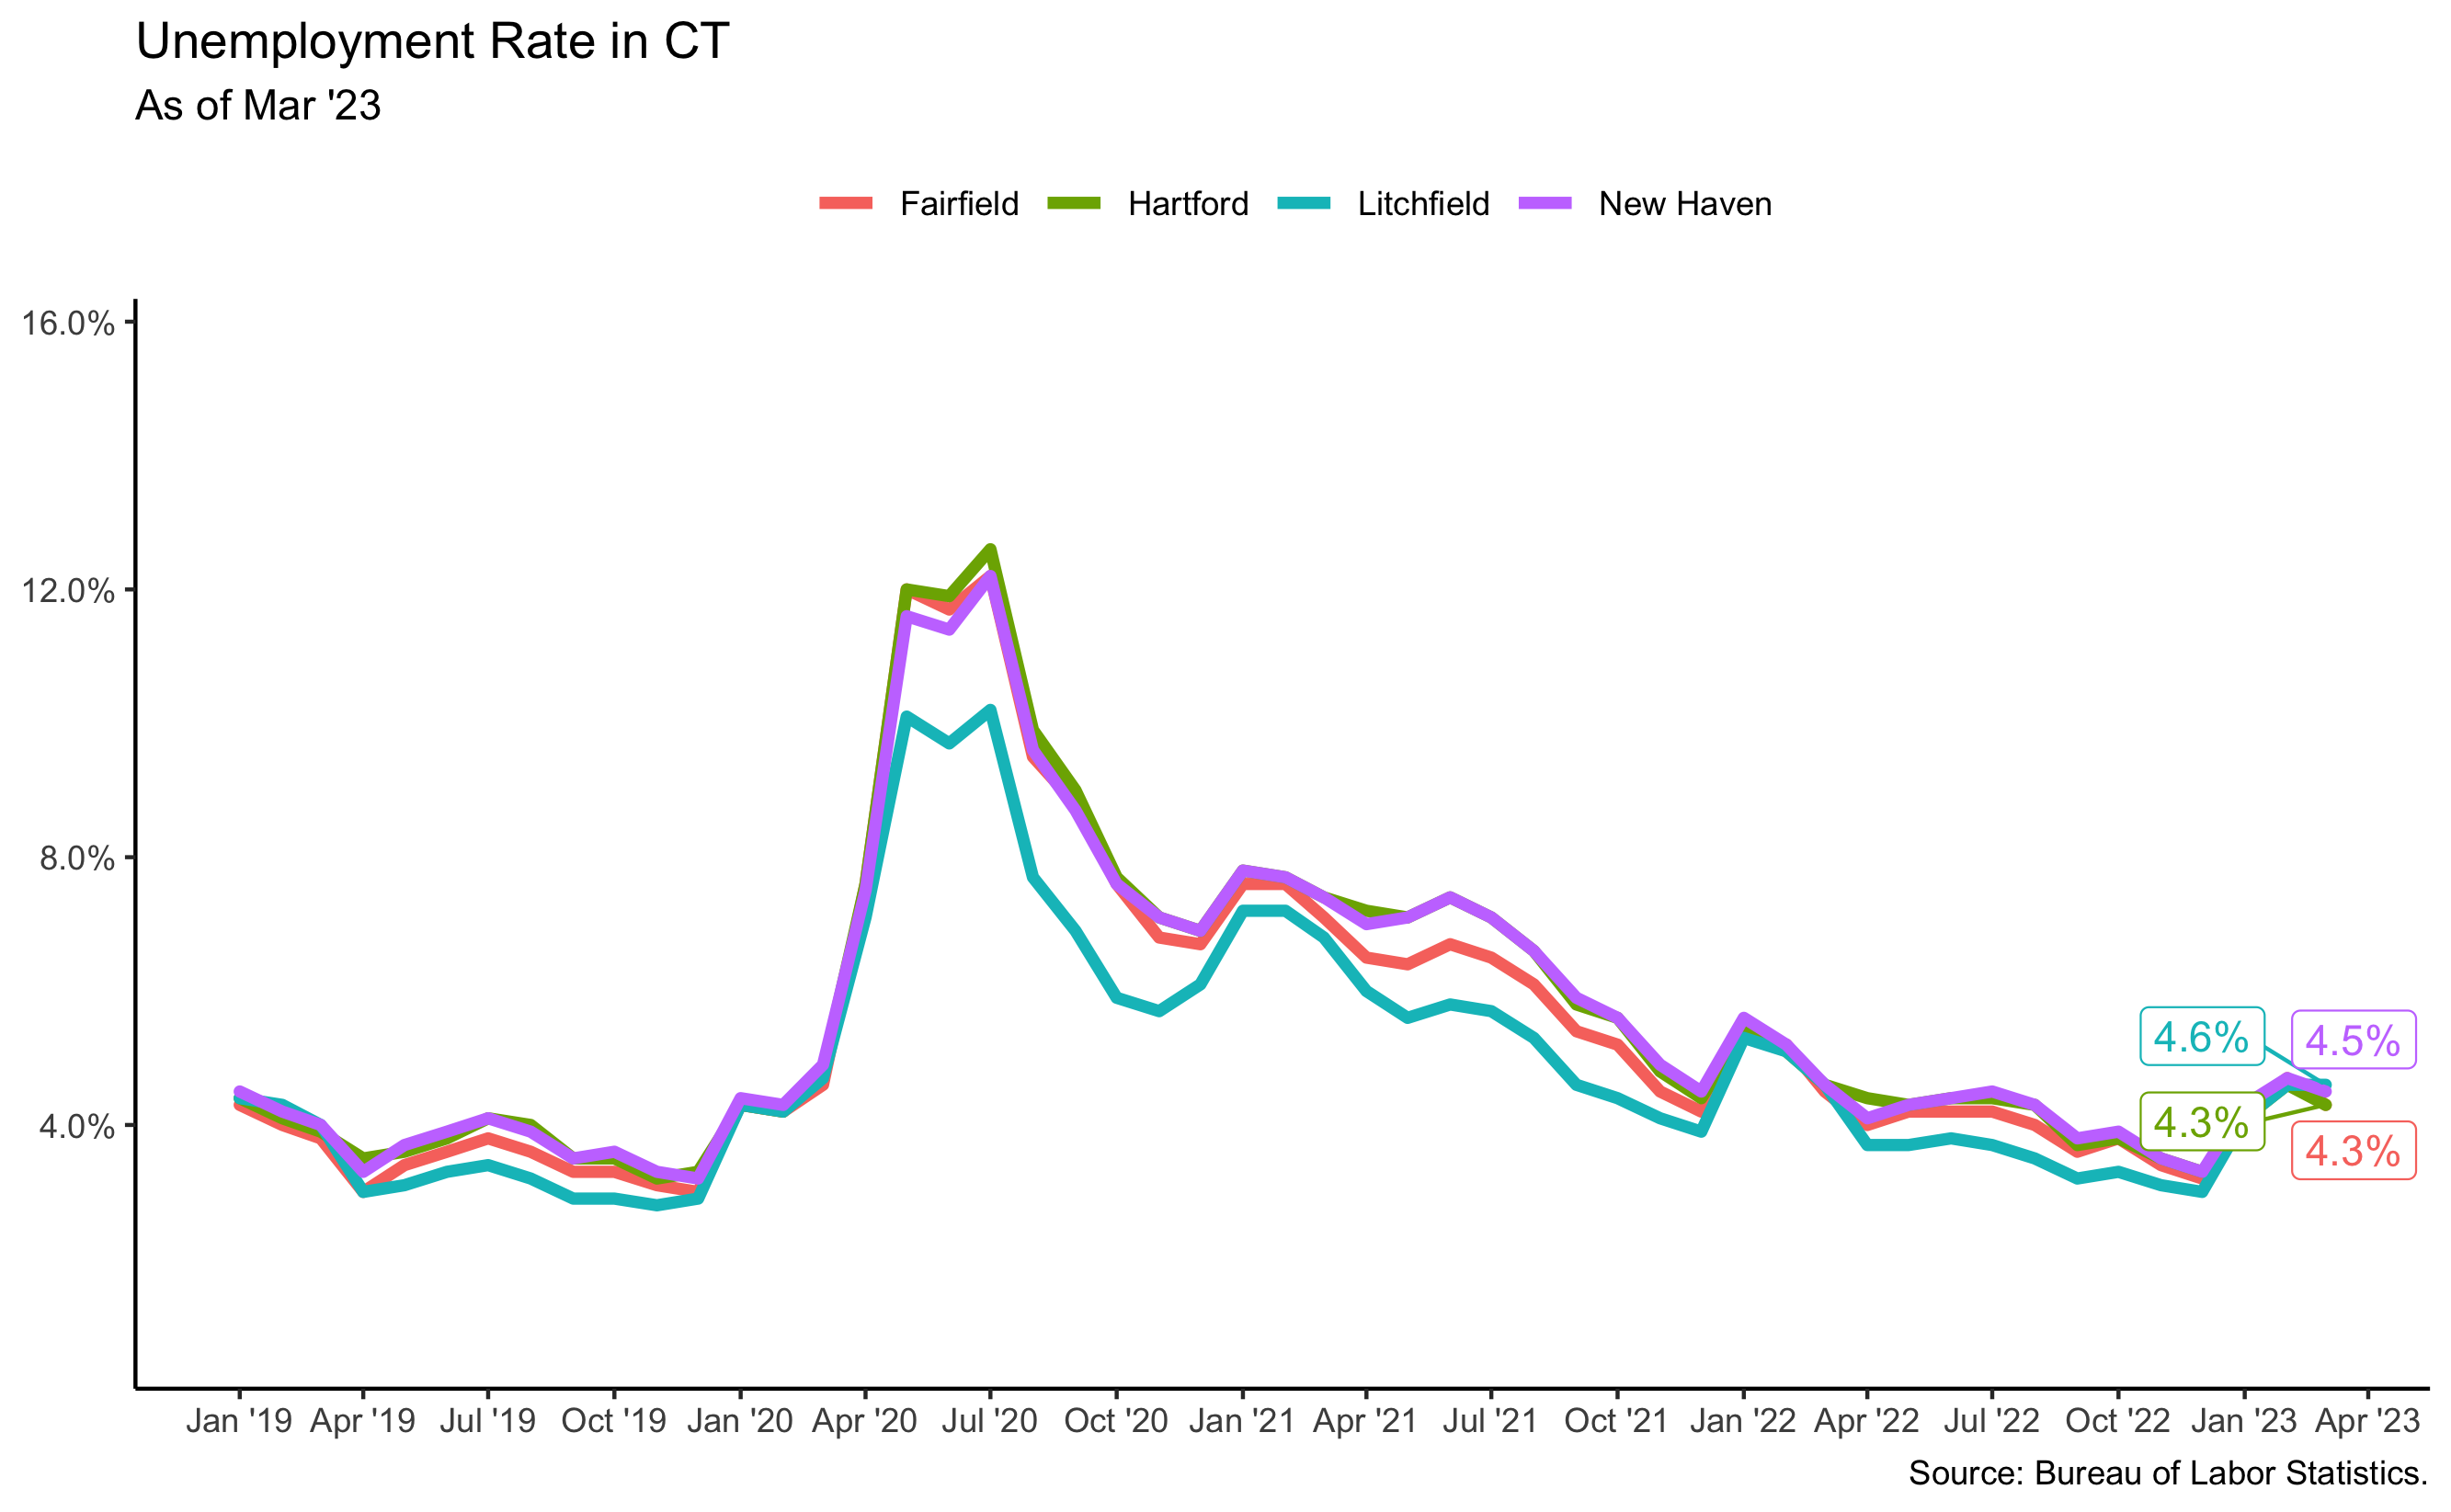 Unemployment Rate in CT
As of Mar '23
Fairfield Hartford Litchfield New Haven
16.0%
12.0%
8.0%
4.0%
4.6% 4.5%
4.3%
4.3%
Jan '19 Apr '19 Jul '19 Oct '19 Jan '20 Apr '20 Jul '20 Oct '20 Jan '21 Apr '21 Jul '21 Oct '21 Jan '22 Apr '22 Jul '22 Oct '22 Jan '23 Apr '23
Source: Bureau of Labor Statistics.